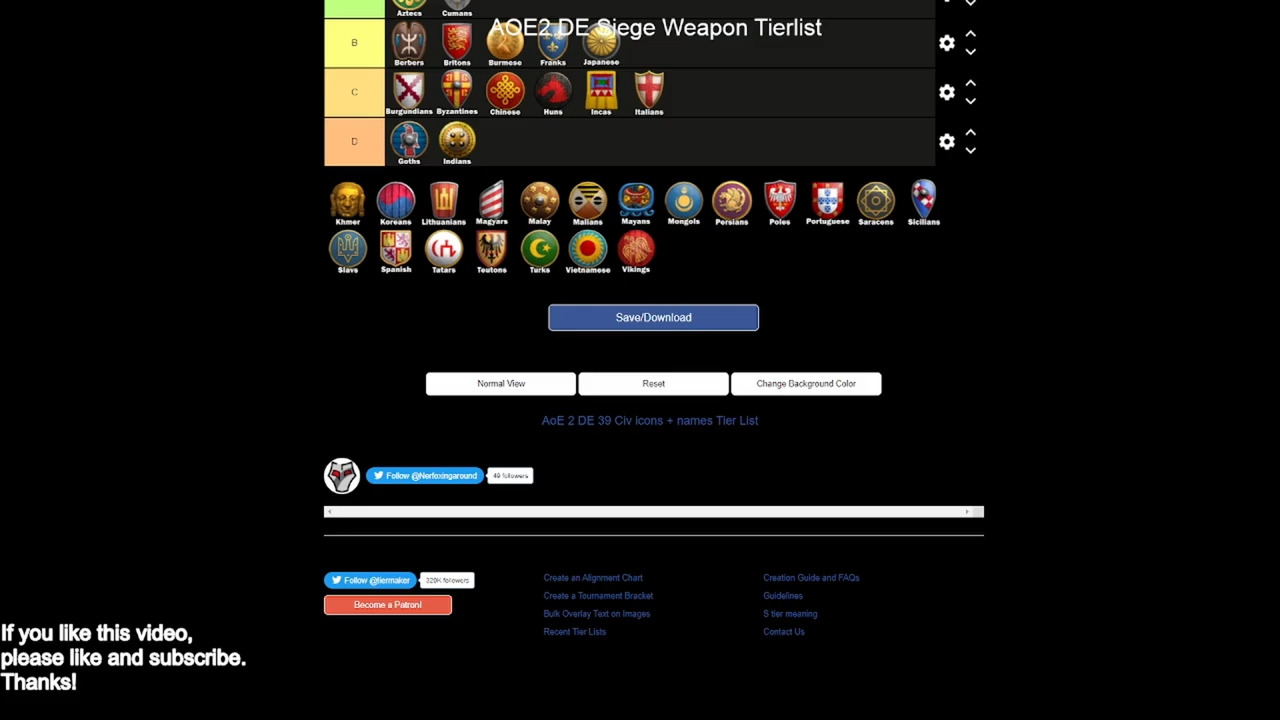 Aztecs Cumans
AOE2 DE Siege Weapon Tierlist
B
Berbers Britons Burmese Franks Japanese
C
Burgundians Byzantines Chinese Huns Incas Italians
D
Goths Indians
Khmer Koreans Lithuanians Magyars Malay Malians Mayans Mongols Persians Poles Portuguese Saracens Sicilians
Slavs Spanish Tatars Teutons Turks Vietnamese Vikings
Save/Download
Normal View Reset Change Background Color
AoE 2 DE 39 Civ icons + names Tier List
Follow @Nerfoxingaround 49 followers
Follow @tiermaker 320K followers
Become a Patron!
Create an Alignment Chart
Create a Tournament Bracket
Bulk Overlay Text on Images
Recent Tier Lists
Creation Guide and FAQs
Guidelines
S tier meaning
Contact Us
If you like this video,
please like and subscribe.
Thanks!